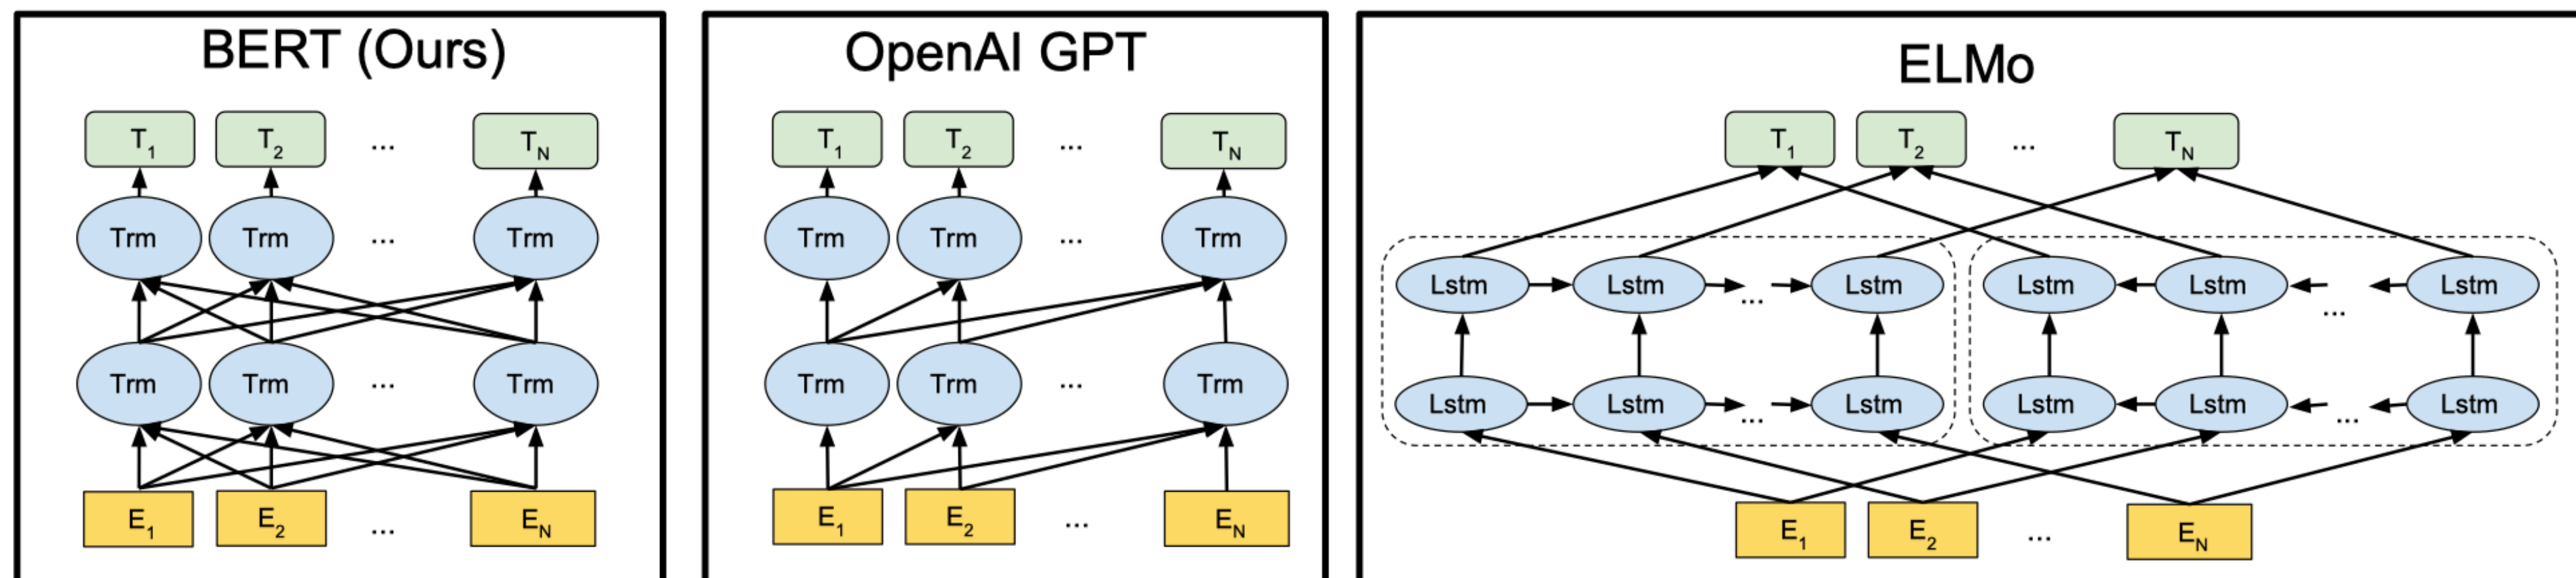 BERT (Ours)
T1 T2 ... TN
Trm Trm ... Trm
Trm Trm ... Trm
E1 E2 ... EN
OpenAI GPT
T1 T2 ... TN
Trm Trm ... Trm
Trm Trm ... Trm
E1 E2 ... EN
ELMo
T1 T2 ... TN
Lstm Lstm ... Lstm Lstm Lstm ... Lstm
Lstm Lstm ... Lstm Lstm Lstm ... Lstm
E1 E2 ... EN